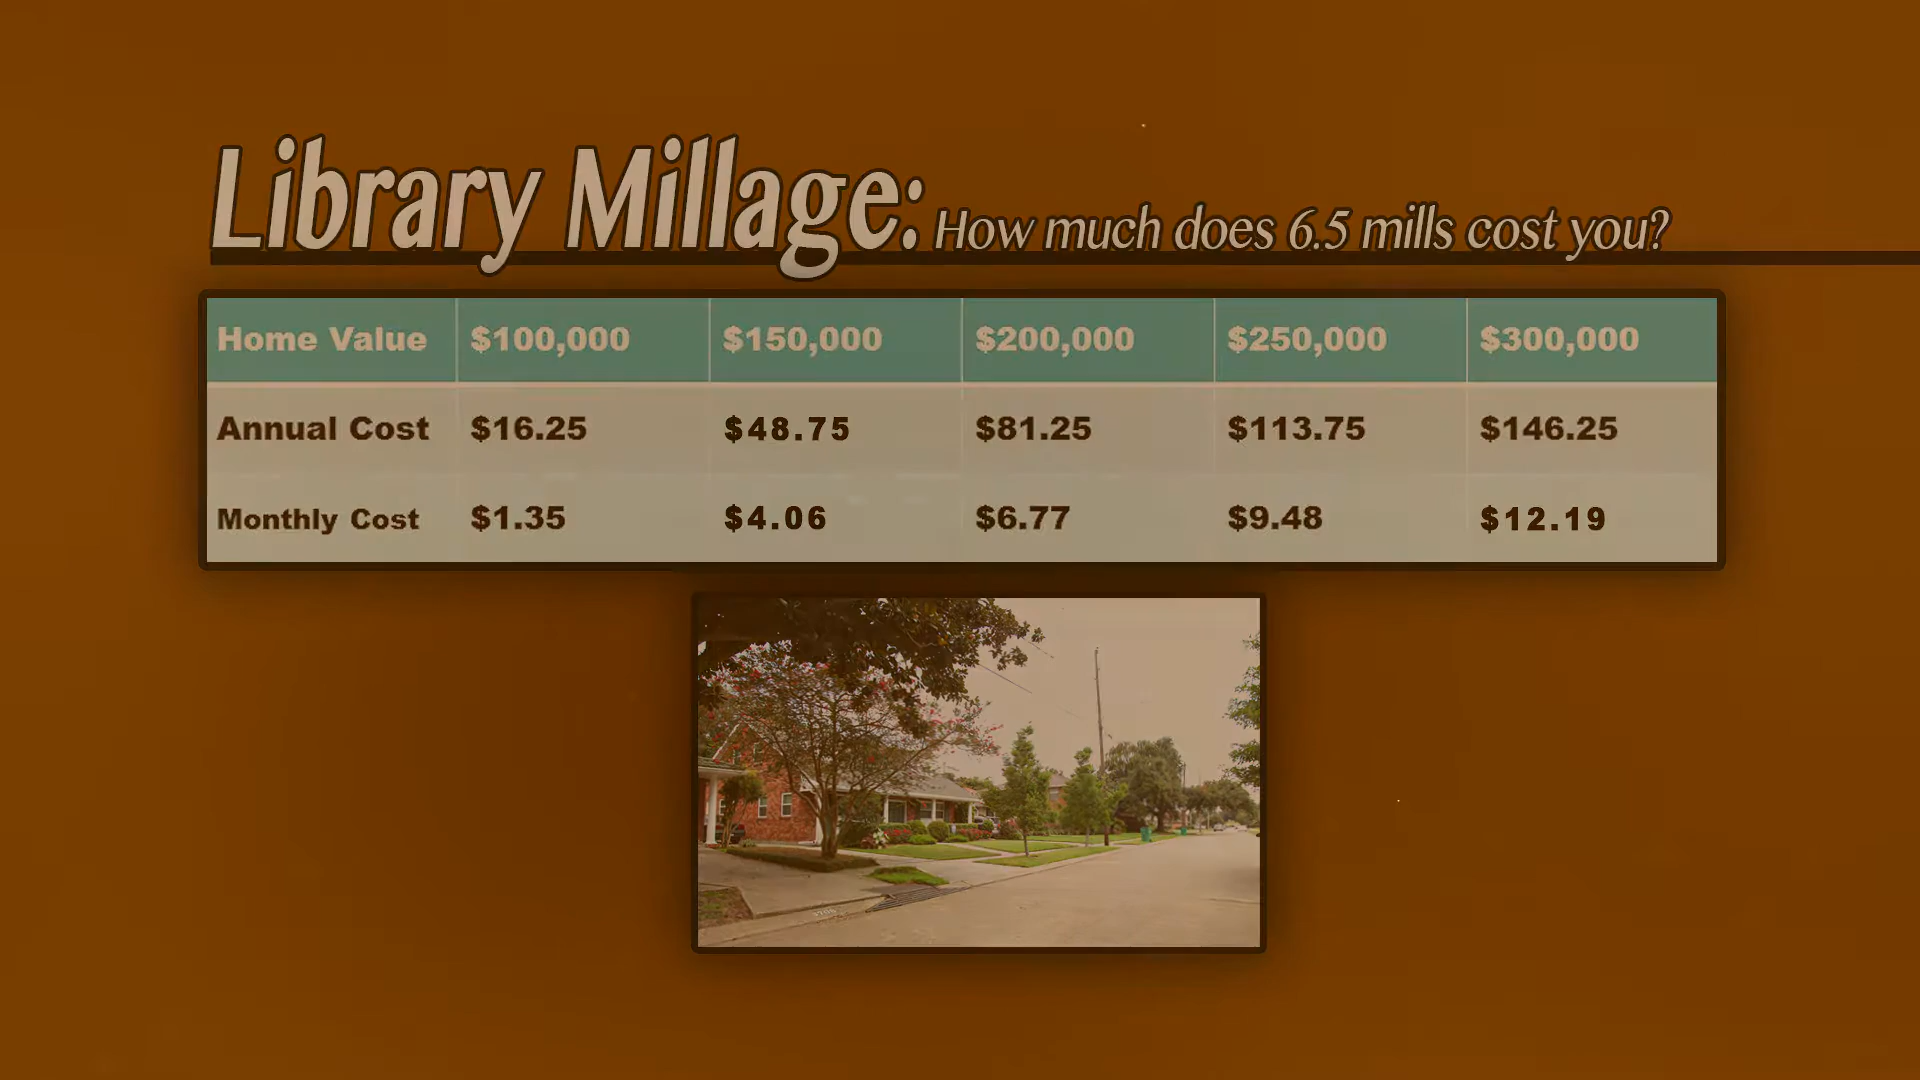 Library Millage: How much does 6.5 mills cost you?
Home Value $100,000 $150,000 $200,000 $250,000 $300,000
Annual Cost $16.25 $48.75 $81.25 $113.75 $146.25
Monthly Cost $1.35 $4.06 $6.77 $9.48 $12.19